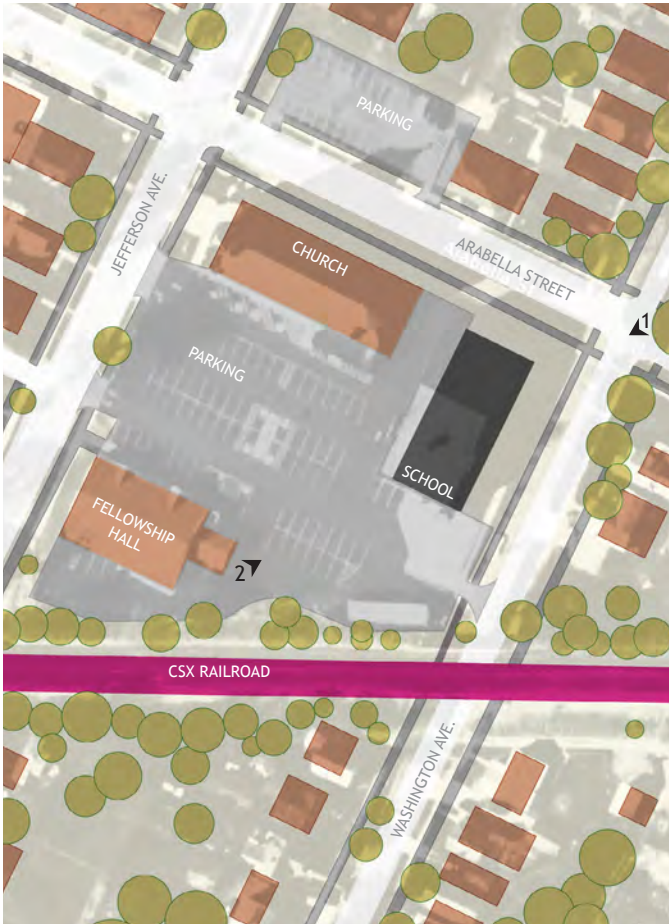 PARKING
JEFFERSON AVE.
CHURCH
ARABELLA STREET
1
PARKING
SCHOOL
FELLOWSHIP
HALL
2
CSX RAILROAD
WASHINGTON AVE.